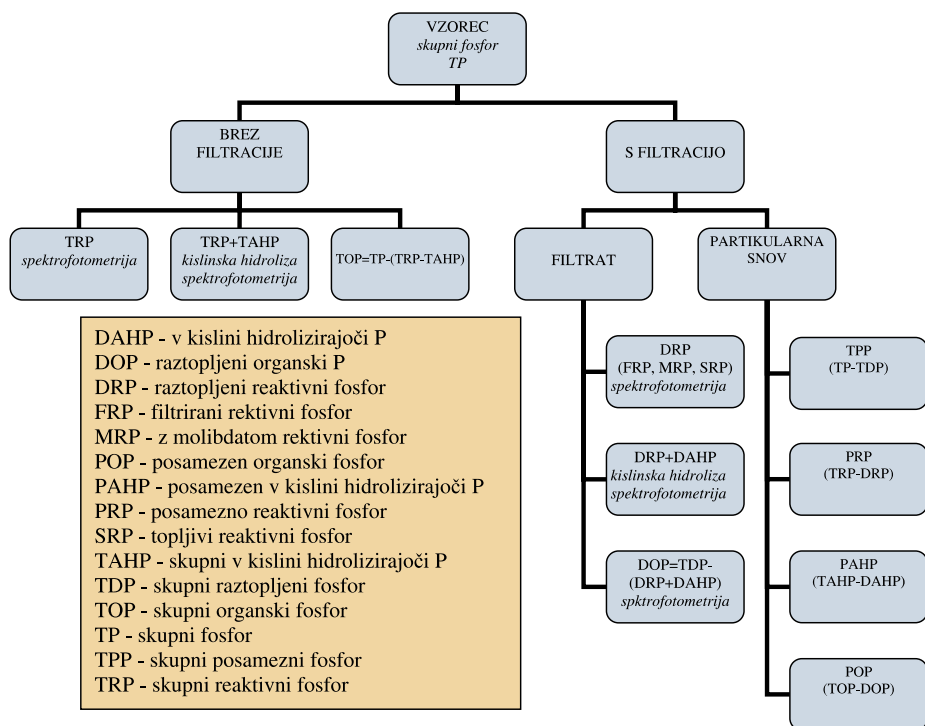 VZOREC
skupni fosfor
TP
BREZ
FILTRACIJE
S FILTRACIJO
TRP
spektrofotometrija
TRP+TAHP
kislinska hidroliza
spektrofotometrija
TOP=TP-(TRP-TAHP)
FILTRAT
PARTIKULARNA
SNOV
DRP
(FRP, MRP, SRP)
spektrofotometrija
DRP+DAHP
kislinska hidroliza
spektrofotometrija
DOP=TDP-
(DRP+DAHP)
spktrofotometrija
TPP
(TP-TDP)
PRP
(TRP-DRP)
PAHP
(TAHP-DAHP)
POP
(TOP-DOP)
DAHP - v kislini hidrolizirajoči P
DOP - raztopljeni organski P
DRP - raztopljeni reaktivni fosfor
FRP - filtrirani rektivni fosfor
MRP - z molibdatom rektivni fosfor
POP - posamezen organski fosfor
PAHP - posamezen v kislini hidrolizirajoči P
PRP - posamezno reaktivni fosfor
SRP - topljivi reaktivni fosfor
TAHP - skupni v kislini hidrolizirajoči P
TDP - skupni raztopljeni fosfor
TOP - skupni organski fosfor
TP - skupni fosfor
TPP - skupni posamezni fosfor
TRP - skupni reaktivni fosfor